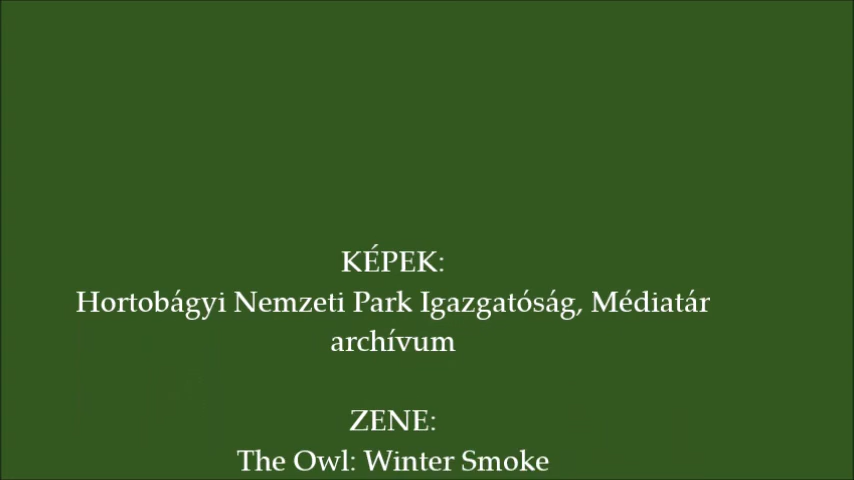 KÉPEK:
Hortobágyi Nemzeti Park Igazgatóság, Médiatár
archívum
ZENE:
The Owl: Winter Smoke